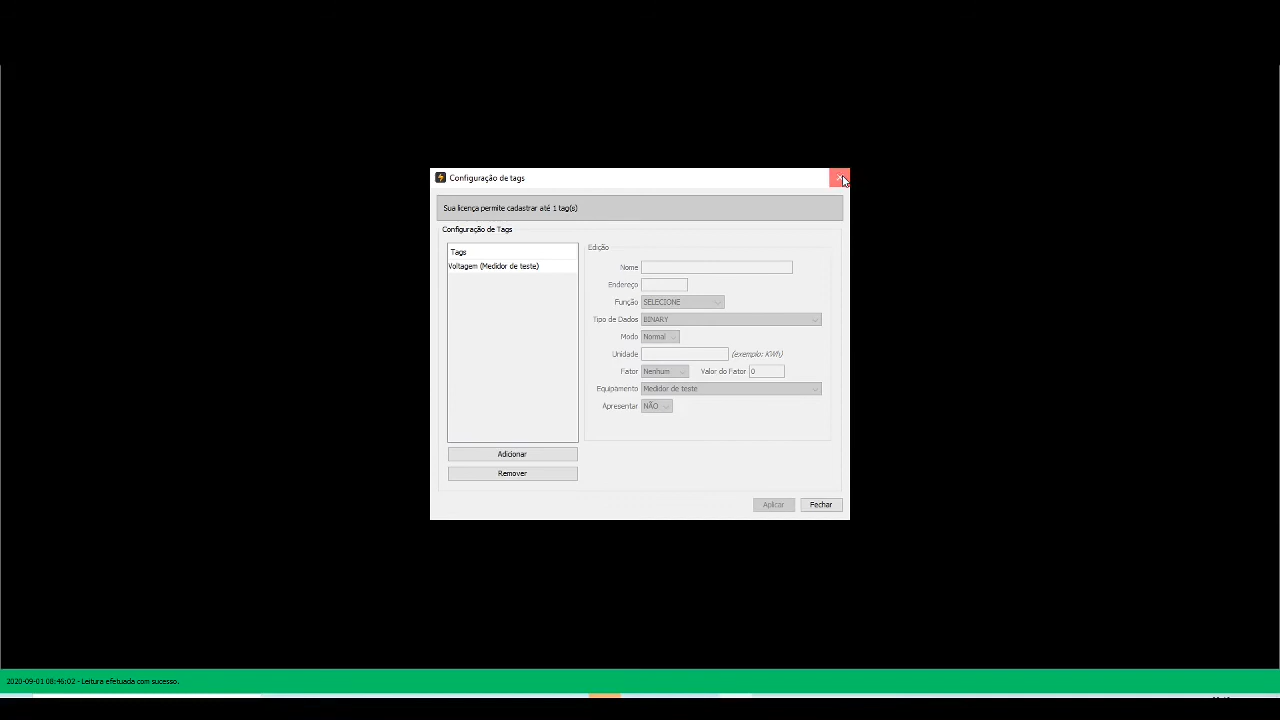 Configuração de tags
Sua licença permite cadastrar até 1 tag(s)
Configuração de Tags
Tags
Voltagem (Medidor de teste)
Adicionar
Remover
Edição
Nome
Endereço
Função SELECIONE
Tipo de Dados BINARY
Modo Normal
Unidade (exemplo: KWh)
Fator Nenhum Valor do Fator 0
Equipamento Medidor de teste
Apresentar NÃO
Aplicar Fechar
2020-09-01 08:46:02 - Leitura efetuada com sucesso.